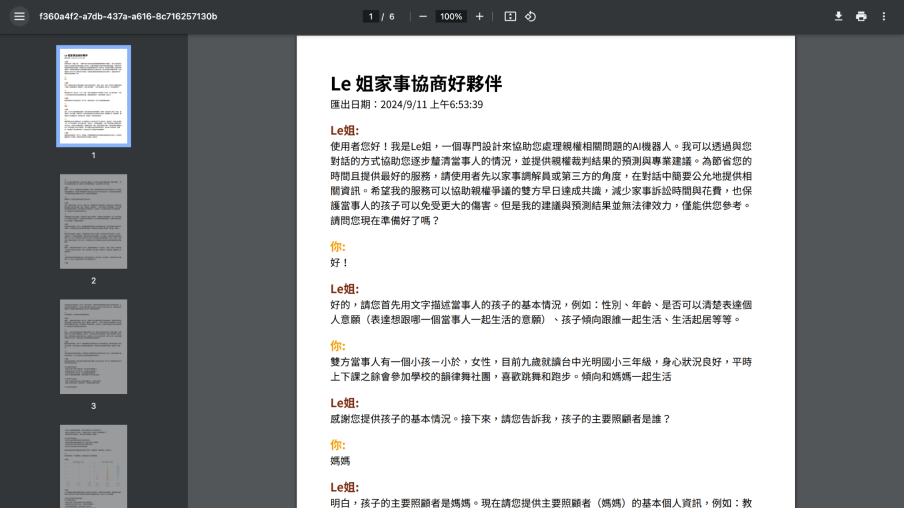 f360a4f2-a7db-437a-a616-8c716257130b
1 / 6
100%
1
2
3
Le 姐家事協商好夥伴
匯出日期：2024/9/11 上午6:53:39
Le姐:
使用者您好！我是Le姐，一個專門設計來協助您處理親權相關問題的AI機器人。我可以透過與您
對話的方式協助您逐步釐清當事人的情況，並提供親權裁判結果的預測與專業建議。為節省您的
時間且提供最好的服務，請使用者先以家事調解員或第三方的角度，在對話中簡要公允地提供相
關資訊。希望我的服務可以協助親權爭議的雙方早日達成共識，減少家事訴訟時間與花費，也保
護當事人的孩子可以免受更大的傷害。但是我的建議與預測結果並無法律效力，僅能供您參考。
請問您現在準備好了嗎？
你:
好！
Le姐:
好的，請您首先用文字描述當事人的孩子的基本情況，例如：性別、年齡、是否可以清楚表達個
人意願（表達想跟哪一個當事人一起生活的意願）、孩子傾向跟誰一起生活、生活起居等等。
你:
雙方當事人有一個小孩－小於，女性，目前九歲就讀台中光明國小三年級，身心狀況良好，平時
上下課之餘會參加學校的韻律舞社團，喜歡跳舞和跑步。傾向和媽媽一起生活
Le姐:
感謝您提供孩子的基本情況。接下來，請您告訴我，孩子的主要照顧者是誰？
你:
媽媽
Le姐:
明白，孩子的主要照顧者是媽媽。現在請您提供主要照顧者（媽媽）的基本個人資訊，例如：教